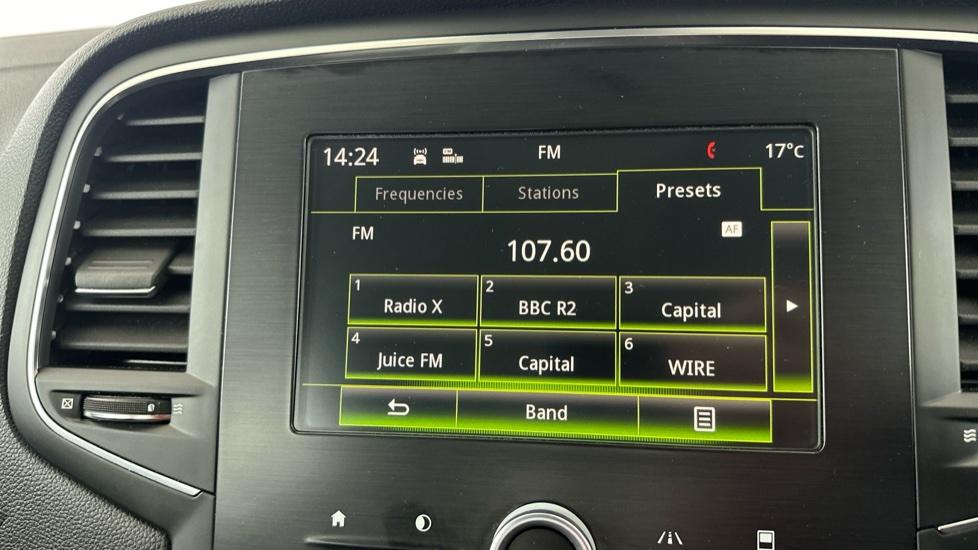 14:24 FM 17°C
Frequencies Stations Presets
FM AF
107.60
1 Radio X 2 BBC R2 3 Capital
4 Juice FM 5 Capital 6 WIRE
Band